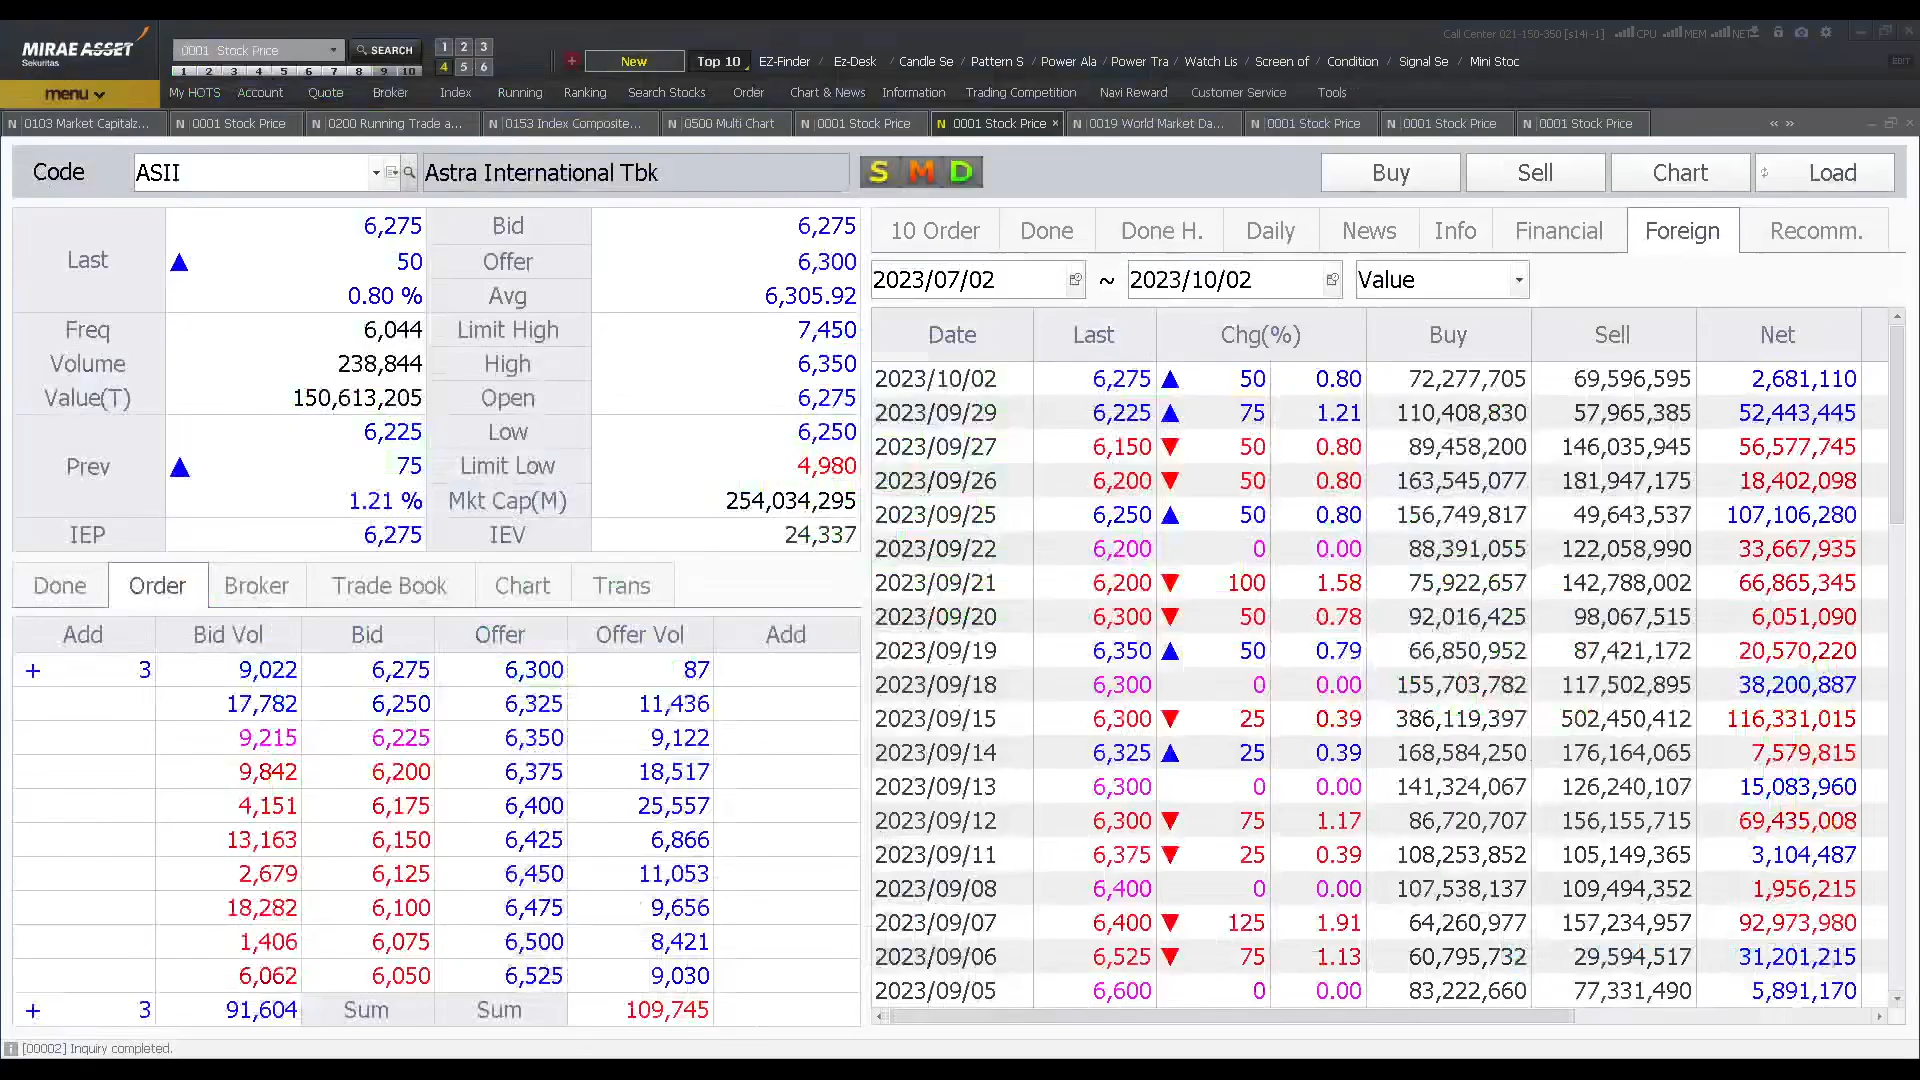 MIRAE ASSET
Sekuritas
0001 Stock Price
SEARCH
1 2 3
1 2 3 4 5 6 7 8 9 10
4 5 6
New
Top 10
EZ-Finder / Ez-Desk / Candle Se / Pattern S / Power Ala / Power Tra / Watch Lis / Screen of / Condition / Signal Se / Mini Stoc
Call Center 021-150-350 [s14i -1] CPU MEM NET
EDIT
menu
My HOTS Account Quote Broker Index Running Ranking Search Stocks Order Chart & News Information Trading Competition Navi Reward Customer Service Tools
N 0103 Market Capitalz... N 0001 Stock Price N 0200 Running Trade a... N 0153 Index Composite... N 0500 Multi Chart N 0001 Stock Price N 0001 Stock Price × N 0019 World Market Da... N 0001 Stock Price N 0001 Stock Price N 0001 Stock Price « »
Code ASII Astra International Tbk S M D Buy Sell Chart Load
Last ▲ 6,275 50 0.80 %
Freq 6,044
Volume 238,844
Value(T) 150,613,205
Prev ▲ 6,225 75 1.21 %
IEP 6,275
Bid 6,275
Offer 6,300
Avg 6,305.92
Limit High 7,450
High 6,350
Open 6,275
Low 6,250
Limit Low 4,980
Mkt Cap(M) 254,034,295
IEV 24,337
Done Order Broker Trade Book Chart Trans
Add Bid Vol Bid Offer Offer Vol Add
+ 3 9,022 6,275 6,300 87
17,782 6,250 6,325 11,436
9,215 6,225 6,350 9,122
9,842 6,200 6,375 18,517
4,151 6,175 6,400 25,557
13,163 6,150 6,425 6,866
2,679 6,125 6,450 11,053
18,282 6,100 6,475 9,656
1,406 6,075 6,500 8,421
6,062 6,050 6,525 9,030
+ 3 91,604 Sum Sum 109,745
10 Order Done Done H. Daily News Info Financial Foreign Recomm.
2023/07/02 ~ 2023/10/02 Value
Date Last Chg(%) Buy Sell Net
2023/10/02 6,275 ▲ 50 0.80 72,277,705 69,596,595 2,681,110
2023/09/29 6,225 ▲ 75 1.21 110,408,830 57,965,385 52,443,445
2023/09/27 6,150 ▼ 50 0.80 89,458,200 146,035,945 56,577,745
2023/09/26 6,200 ▼ 50 0.80 163,545,077 181,947,175 18,402,098
2023/09/25 6,250 ▲ 50 0.80 156,749,817 49,643,537 107,106,280
2023/09/22 6,200 0 0.00 88,391,055 122,058,990 33,667,935
2023/09/21 6,200 ▼ 100 1.58 75,922,657 142,788,002 66,865,345
2023/09/20 6,300 ▼ 50 0.78 92,016,425 98,067,515 6,051,090
2023/09/19 6,350 ▲ 50 0.79 66,850,952 87,421,172 20,570,220
2023/09/18 6,300 0 0.00 155,703,782 117,502,895 38,200,887
2023/09/15 6,300 ▼ 25 0.39 386,119,397 502,450,412 116,331,015
2023/09/14 6,325 ▲ 25 0.39 168,584,250 176,164,065 7,579,815
2023/09/13 6,300 0 0.00 141,324,067 126,240,107 15,083,960
2023/09/12 6,300 ▼ 75 1.17 86,720,707 156,155,715 69,435,008
2023/09/11 6,375 ▼ 25 0.39 108,253,852 105,149,365 3,104,487
2023/09/08 6,400 0 0.00 107,538,137 109,494,352 1,956,215
2023/09/07 6,400 ▼ 125 1.91 64,260,977 157,234,957 92,973,980
2023/09/06 6,525 ▼ 75 1.13 60,795,732 29,594,517 31,201,215
2023/09/05 6,600 0 0.00 83,222,660 77,331,490 5,891,170
[00002] Inquiry completed.